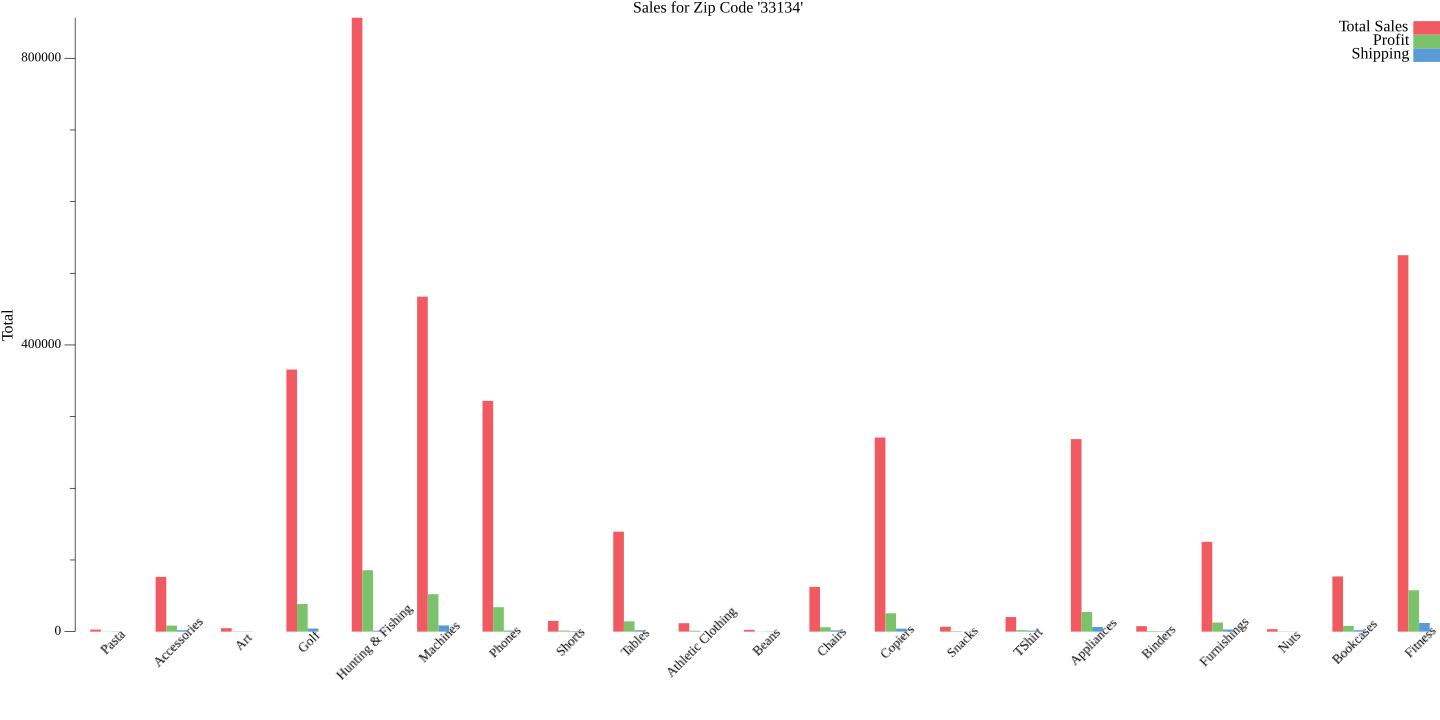 Sales for Zip Code '33134'
Total Sales
Profit
Shipping
Total
800000
400000
0
Pasta
Accessories
Art
Golf
Hunting & Fishing
Machines
Phones
Shorts
Tables
Athletic Clothing
Beans
Chairs
Copiers
Snacks
TShirt
Appliances
Binders
Furnishings
Nuts
Bookcases
Fitness